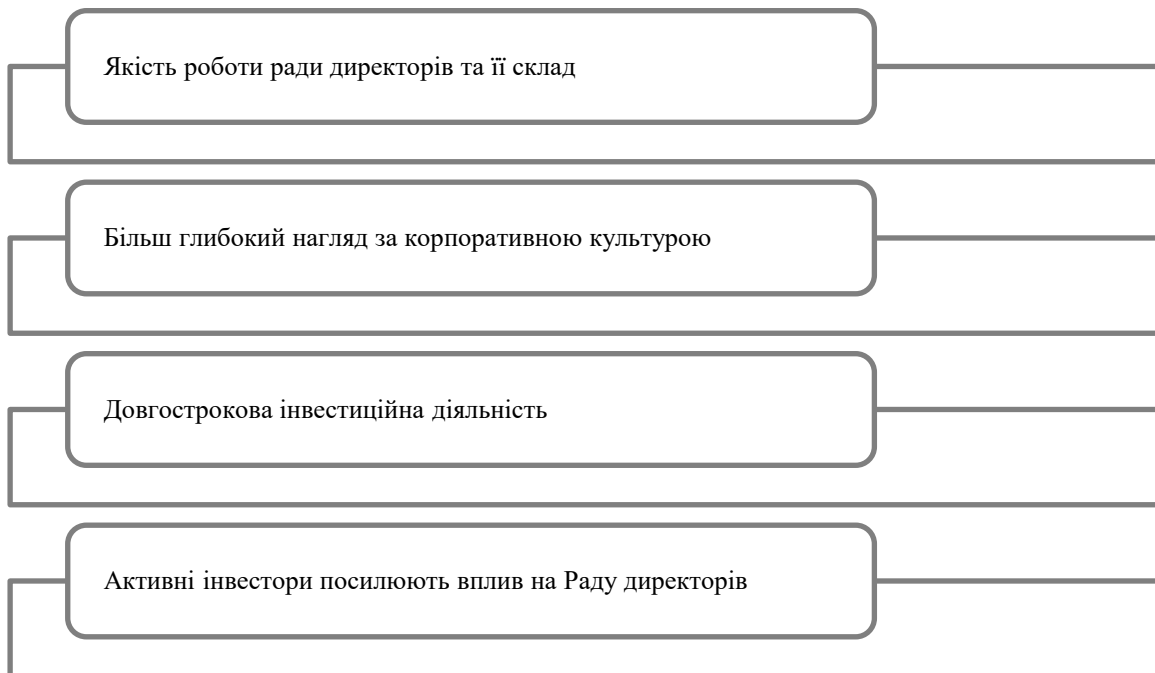 Якість роботи ради директорів та її склад
Більш глибокий нагляд за корпоративною культурою
Довгострокова інвестиційна діяльність
Активні інвестори посилюють вплив на Раду директорів